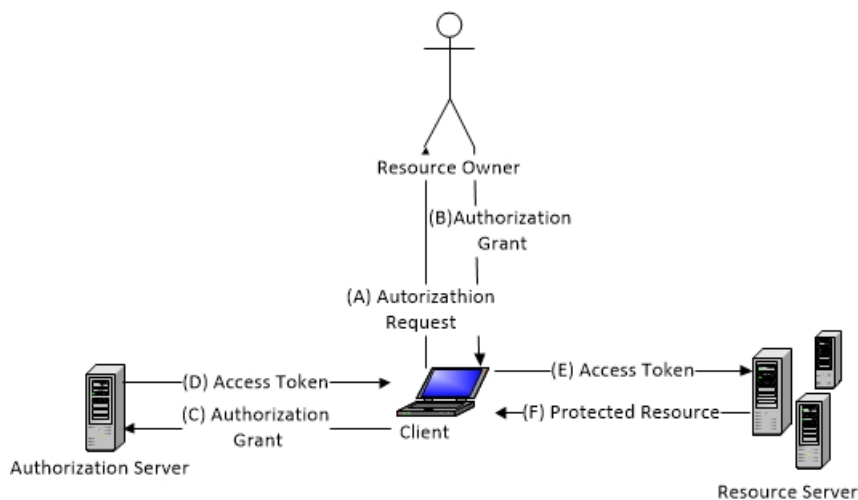 Resource Owner
(B)Authorization
Grant
(A) Autorizathion
Request
(D) Access Token
(E) Access Token
(C) Authorization
Grant
(F) Protected Resource
Client
Authorization Server
Resource Server